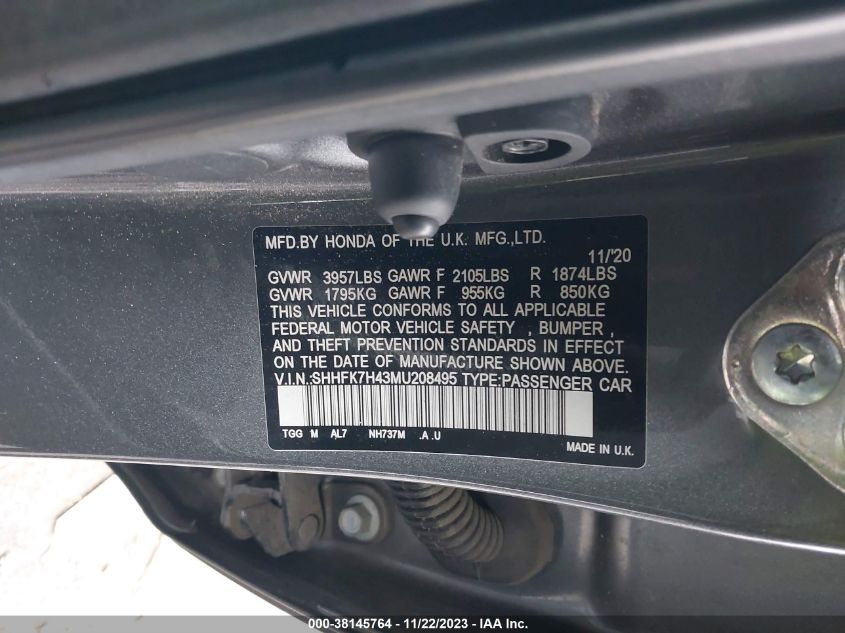 MFD.BY HONDA OF THE U.K. MFG.,LTD.
11/'20
GVWR 3957LBS GAWR F 2105LBS R 1874LBS
GVWR 1795KG GAWR F 955KG R 850KG
THIS VEHICLE CONFORMS TO ALL APPLICABLE
FEDERAL MOTOR VEHICLE SAFETY , BUMPER ,
AND THEFT PREVENTION STANDARDS IN EFFECT
ON THE DATE OF MANUFACTURE SHOWN ABOVE.
V.I.N.:SHHFK7H43MU208495 TYPE:PASSENGER CAR
TGG 1M AL7 NH737M .A .U
MADE IN U.K.
000-38145764 - 11/22/2023 - IAA Inc.